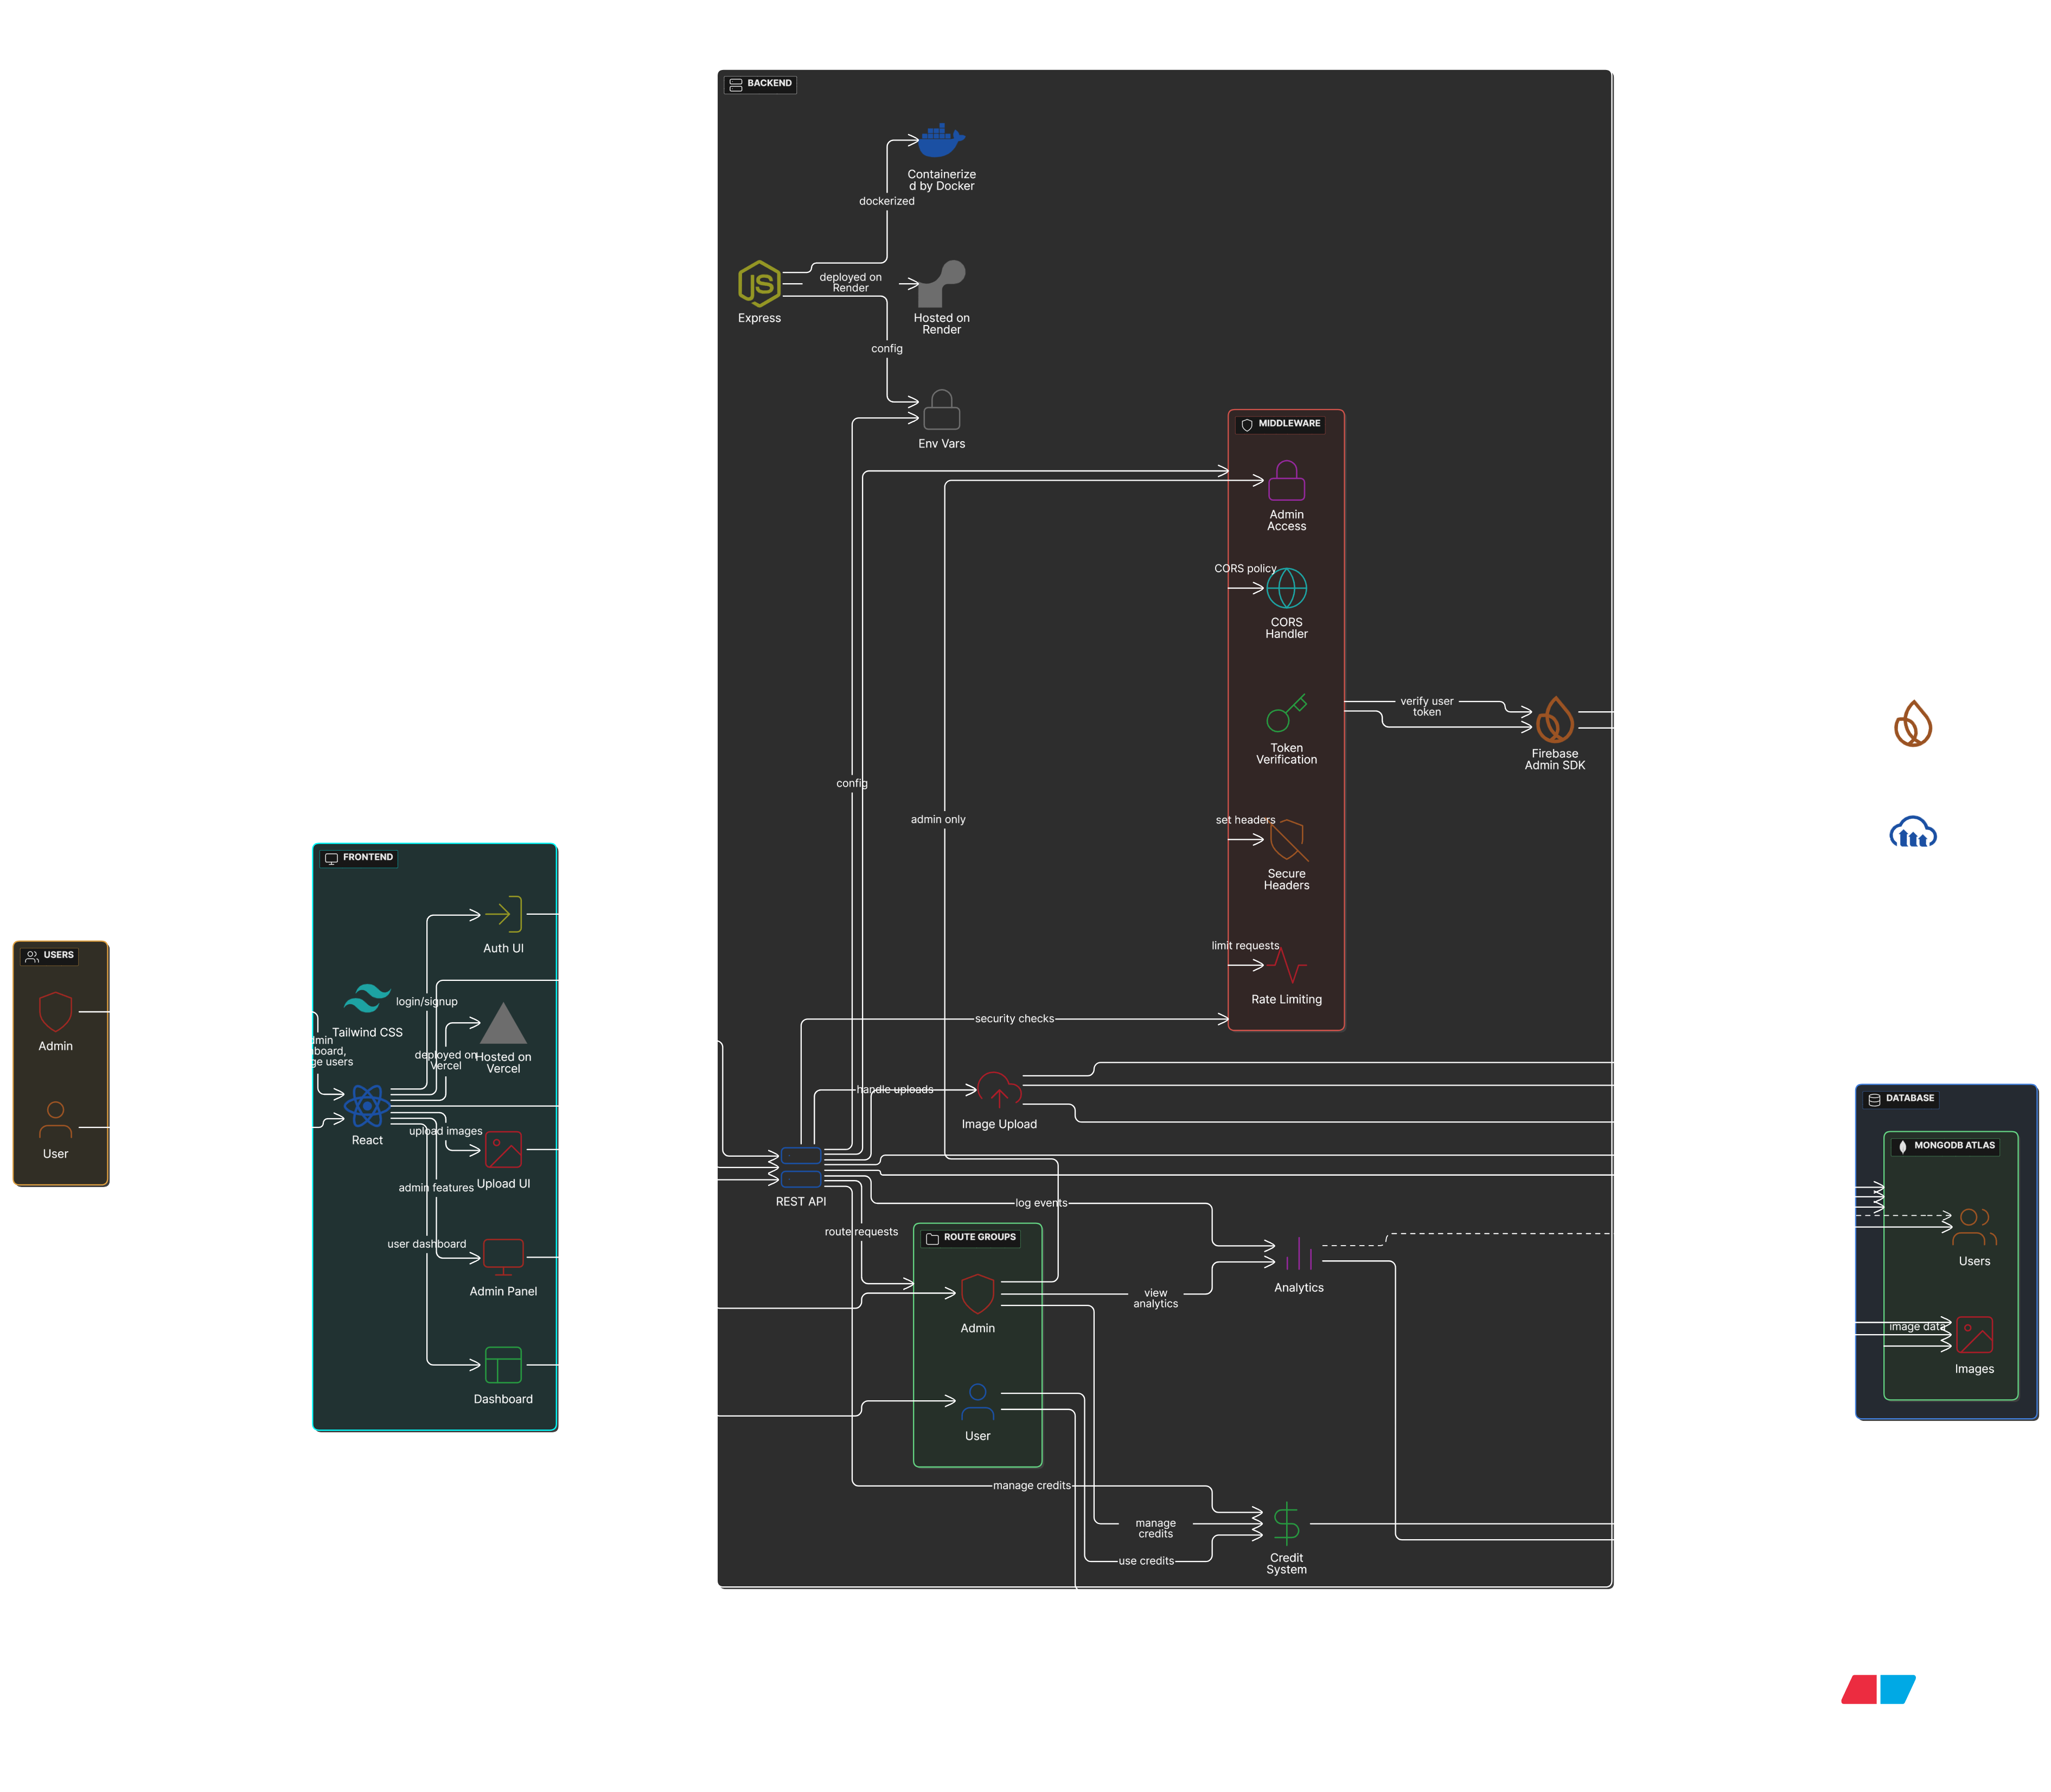 BACKEND
Containerize
d by Docker
dockerized
deployed on
Render
Express
Hosted on
Render
config
Env Vars
MIDDLEWARE
Admin
Access
CORS policy
CORS
Handler
verify user
token
Token
Verification
Firebase
Admin SDK
config
admin only
set headers
Secure
Headers
limit requests
Rate Limiting
security checks
handle uploads
Image Upload
REST API
log events
route requests
ROUTE GROUPS
Admin
view
analytics
Analytics
User
manage credits
manage
credits
use credits
Credit
System
FRONTEND
Auth UI
login/signup
Tailwind CSS
deployed on
Vercel
Hosted on
Vercel
React
upload images
Upload UI
admin features
user dashboard
Admin Panel
Dashboard
USERS
Admin
User
DATABASE
MONGODB ATLAS
Users
image data
Images